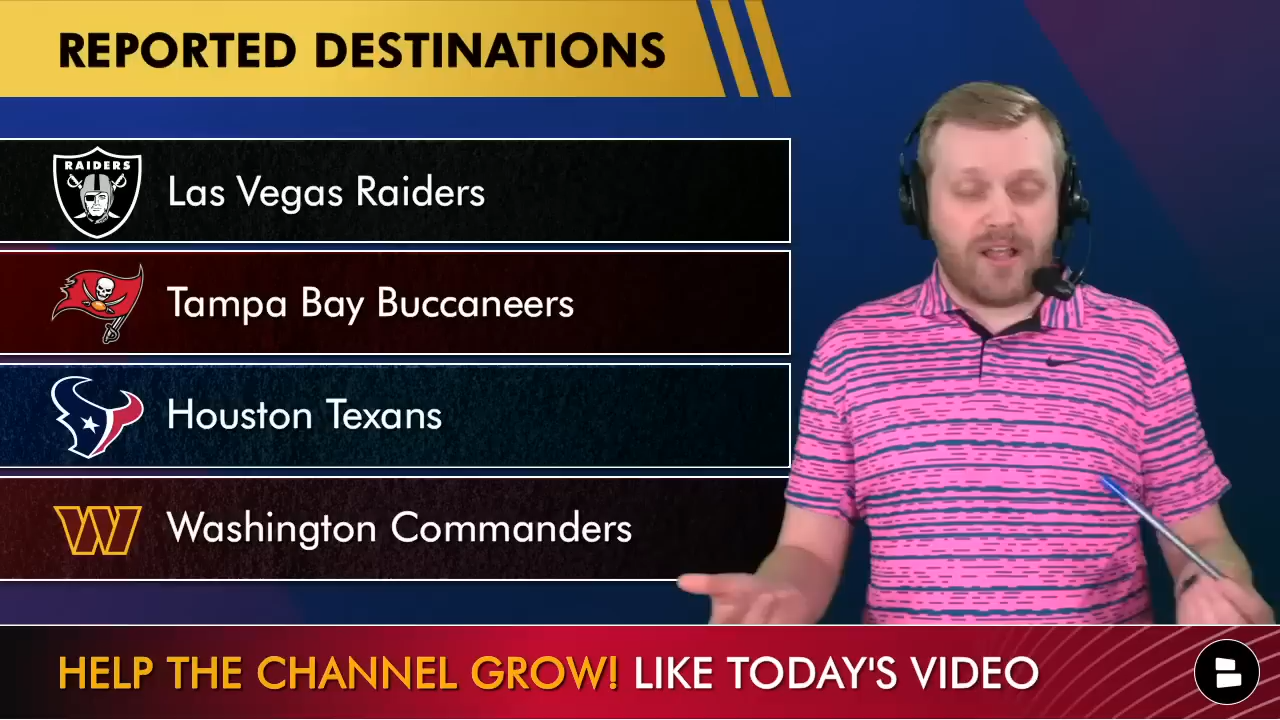 REPORTED DESTINATIONS
RAIDERS
Las Vegas Raiders
Tampa Bay Buccaneers
Houston Texans
Washington Commanders
HELP THE CHANNEL GROW! LIKE TODAY'S VIDEO